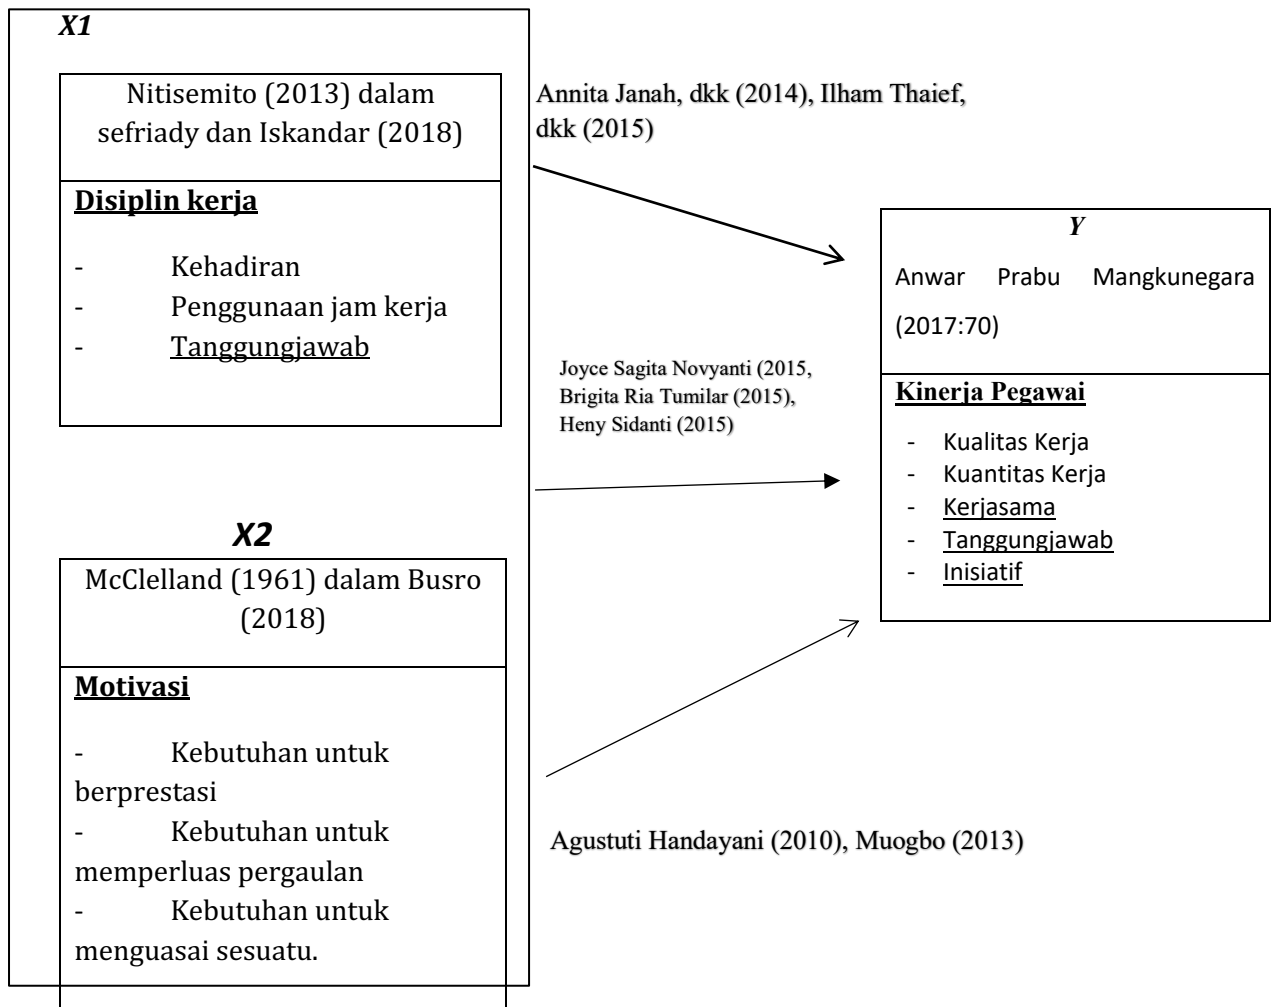 X1
Nitisemito (2013) dalam
sefriady dan Iskandar (2018)
Disiplin kerja
- Kehadiran
- Penggunaan jam kerja
- Tanggungjawab
X2
McClelland (1961) dalam Busro
(2018)
Motivasi
- Kebutuhan untuk
berprestasi
- Kebutuhan untuk
memperluas pergaulan
- Kebutuhan untuk
menguasai sesuatu.
Annita Janah, dkk (2014), Ilham Thaief,
dkk (2015)
Joyce Sagita Novyanti (2015,
Brigita Ria Tumilar (2015),
Heny Sidanti (2015)
Agustuti Handayani (2010), Muogbo (2013)
Y
Anwar Prabu Mangkunegara
(2017:70)
Kinerja Pegawai
- Kualitas Kerja
- Kuantitas Kerja
- Kerjasama
- Tanggungjawab
- Inisiatif